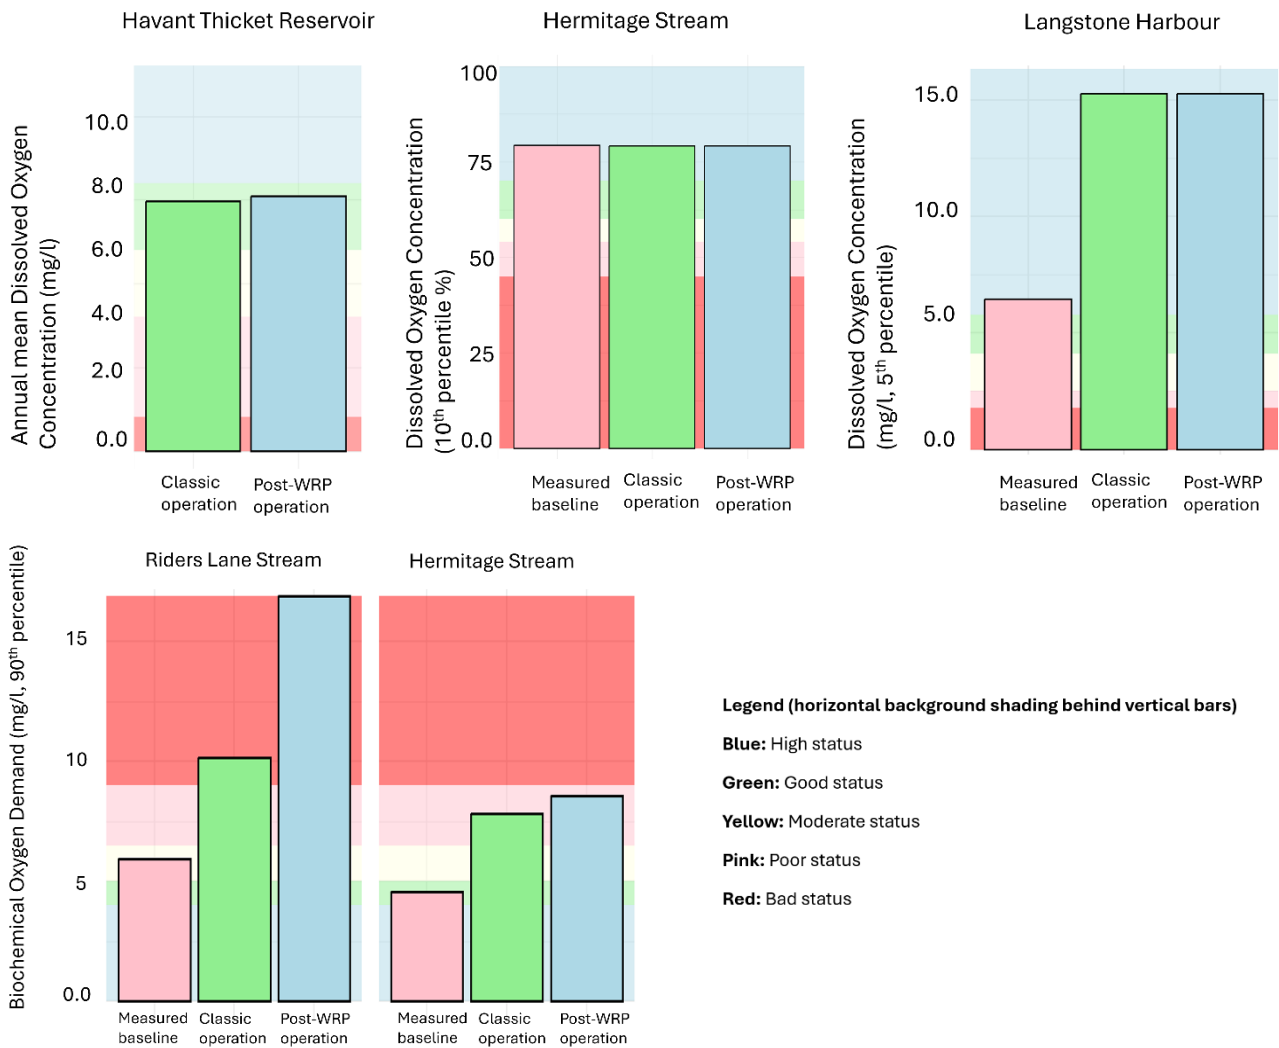 Havant Thicket Reservoir
Annual mean Dissolved Oxygen
Concentration (mg/l)
10.0
8.0
6.0
4.0
2.0
0.0
Classic
operation
Post-WRP
operation
Hermitage Stream
Dissolved Oxygen Concentration
(10th percentile %)
100
75
50
25
0.0
Measured
baseline
Classic
operation
Post-WRP
operation
Langstone Harbour
Dissolved Oxygen Concentration
(mg/l, 5th percentile)
15.0
10.0
5.0
0.0
Measured
baseline
Classic
operation
Post-WRP
operation
Biochemical Oxygen Demand (mg/l, 90th percentile)
Riders Lane Stream
15
10
5
0.0
Measured
baseline
Classic
operation
Post-WRP
operation
Hermitage Stream
Measured
baseline
Classic
operation
Post-WRP
operation
Legend (horizontal background shading behind vertical bars)
Blue: High status
Green: Good status
Yellow: Moderate status
Pink: Poor status
Red: Bad status